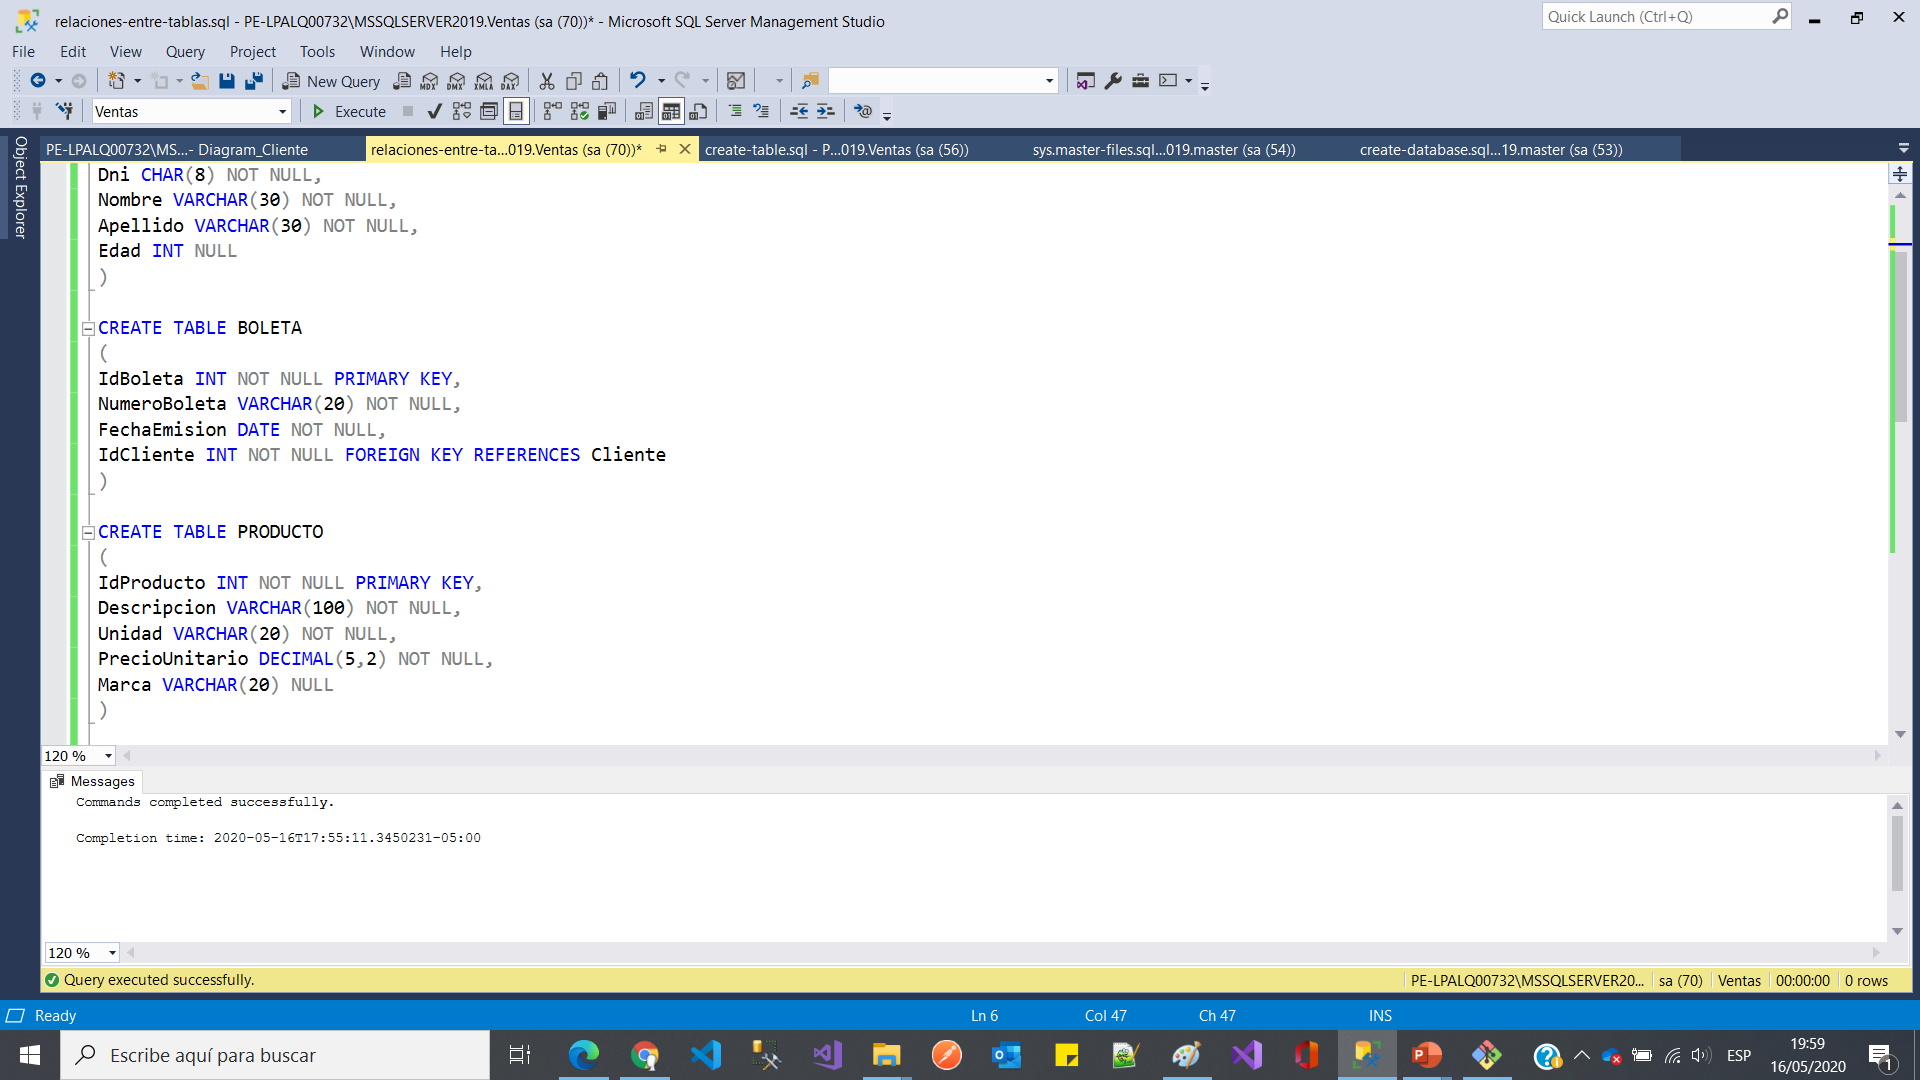 relaciones-entre-tablas.sql - PE-LPALQ00732\MSSQLSERVER2019.Ventas (sa (70))* - Microsoft SQL Server Management Studio
Quick Launch (Ctrl+Q)
File Edit View Query Project Tools Window Help
New Query MDX DMX XMLA DAX
Ventas Execute
Object Explorer
PE-LPALQ00732\MS...- Diagram_Cliente
relaciones-entre-ta...019.Ventas (sa (70))*
create-table.sql - P...019.Ventas (sa (56))
sys.master-files.sql...019.master (sa (54))
create-database.sql...19.master (sa (53))
Dni CHAR(8) NOT NULL,
Nombre VARCHAR(30) NOT NULL,
Apellido VARCHAR(30) NOT NULL,
Edad INT NULL
)
CREATE TABLE BOLETA
(
IdBoleta INT NOT NULL PRIMARY KEY,
NumeroBoleta VARCHAR(20) NOT NULL,
FechaEmision DATE NOT NULL,
IdCliente INT NOT NULL FOREIGN KEY REFERENCES Cliente
)
CREATE TABLE PRODUCTO
(
IdProducto INT NOT NULL PRIMARY KEY,
Descripcion VARCHAR(100) NOT NULL,
Unidad VARCHAR(20) NOT NULL,
PrecioUnitario DECIMAL(5,2) NOT NULL,
Marca VARCHAR(20) NULL
)
120 %
Messages
Commands completed successfully.
Completion time: 2020-05-16T17:55:11.3450231-05:00
120 %
Query executed successfully.
PE-LPALQ00732\MSSQLSERVER20... sa (70) Ventas 00:00:00 0 rows
Ready Ln 6 Col 47 Ch 47 INS
Escribe aquí para buscar
ESP
19:59
16/05/2020
1